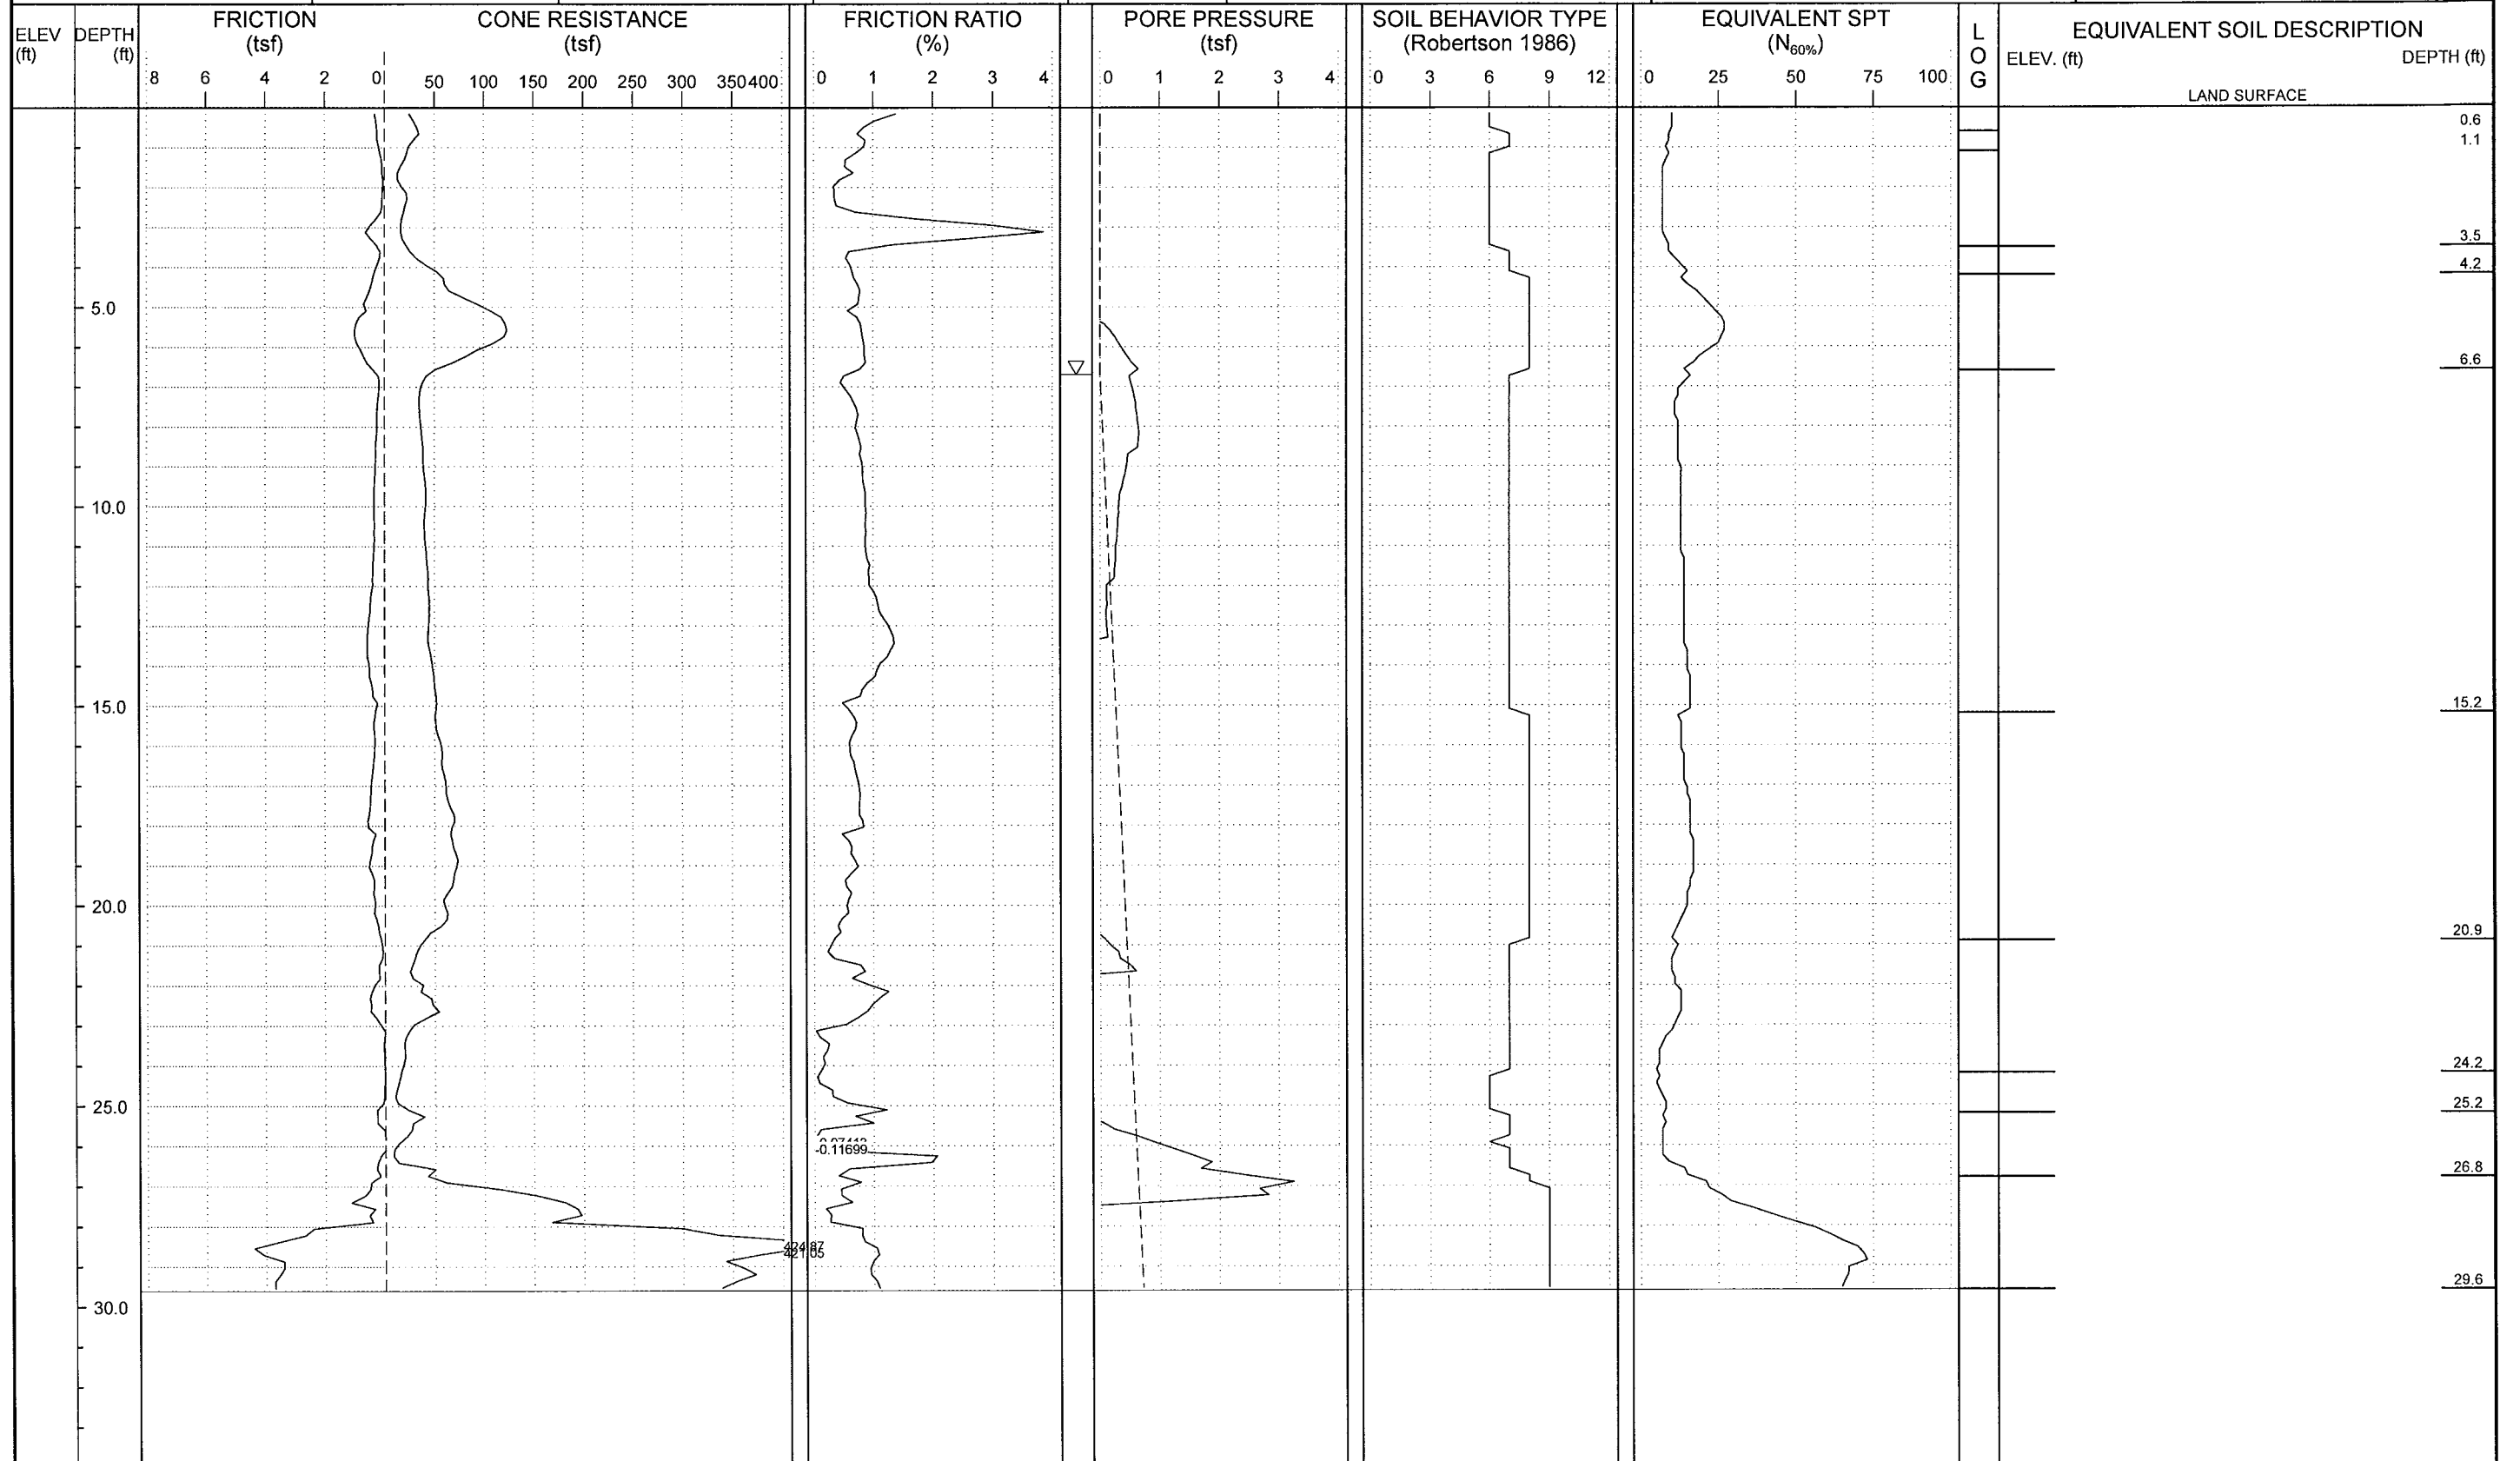 ELEV (ft)
DEPTH (ft)
FRICTION (tsf)
CONE RESISTANCE (tsf)
FRICTION RATIO (%)
PORE PRESSURE (tsf)
SOIL BEHAVIOR TYPE (Robertson 1986)
EQUIVALENT SPT (N60%)
LOG
EQUIVALENT SOIL DESCRIPTION
ELEV. (ft)
DEPTH (ft)
8 6 4 2 0 50 100 150 200 250 300 350 400
0 1 2 3 4
0 1 2 3 4
0 3 6 9 12
0 25 50 75 100
LAND SURFACE
0.6
1.1
3.5
4.2
5.0
6.6
10.0
15.0
15.2
20.0
20.9
24.2
25.0
25.2
-0.11699
26.8
421.05
29.6
30.0